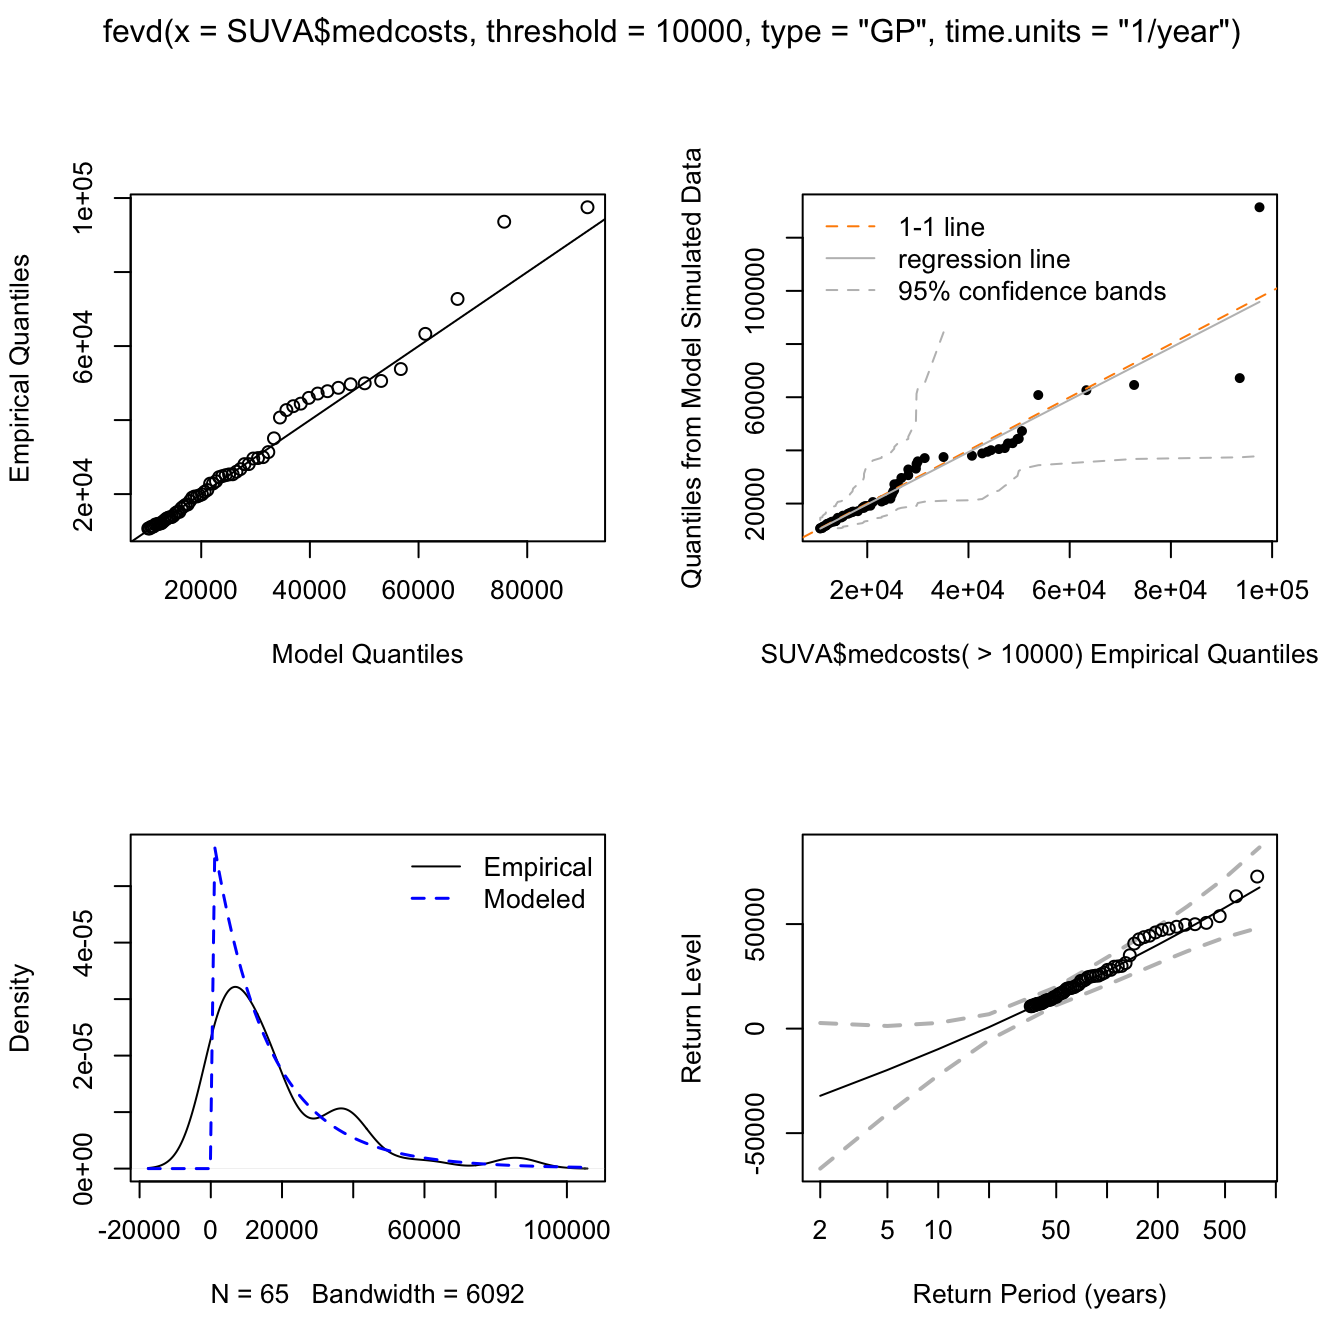 fevd(x = SUVA$medcosts, threshold = 10000, type = "GP", time.units = "1/year")
Empirical Quantiles
1e+05
6e+04
2e+04
20000 40000 60000 80000
Model Quantiles
Quantiles from Model Simulated Data
100000
60000
20000
1-1 line
regression line
95% confidence bands
2e+04 4e+04 6e+04 8e+04 1e+05
SUVA$medcosts( > 10000) Empirical Quantiles
Density
4e-05
2e-05
0e+00
Empirical
Modeled
-20000 0 20000 60000 100000
N = 65 Bandwidth = 6092
Return Level
50000
0
-50000
2 5 10 50 200 500
Return Period (years)